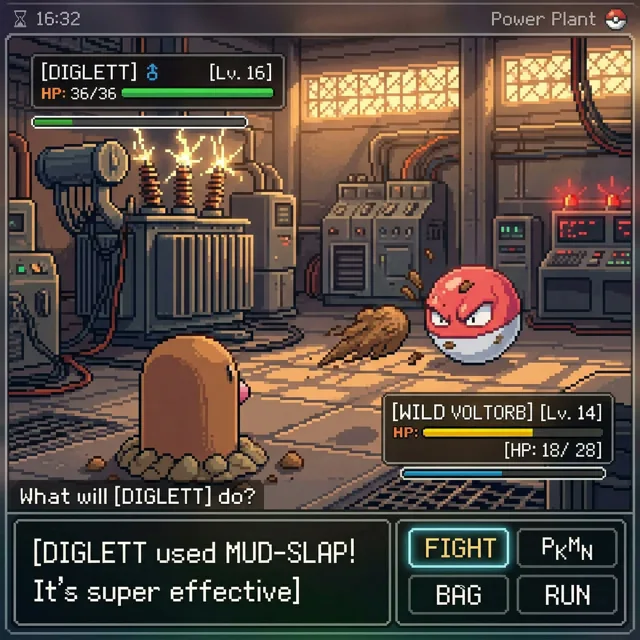 16:32
Power Plant
[DIGLETT] ♂ [Lv. 16]
HP: 36/36
[WILD VOLTORB] [Lv. 14]
HP:
[HP: 18/ 28]
What will [DIGLETT] do?
[DIGLETT used MUD-SLAP!
It's super effective]
FIGHT
PKMN
BAG
RUN